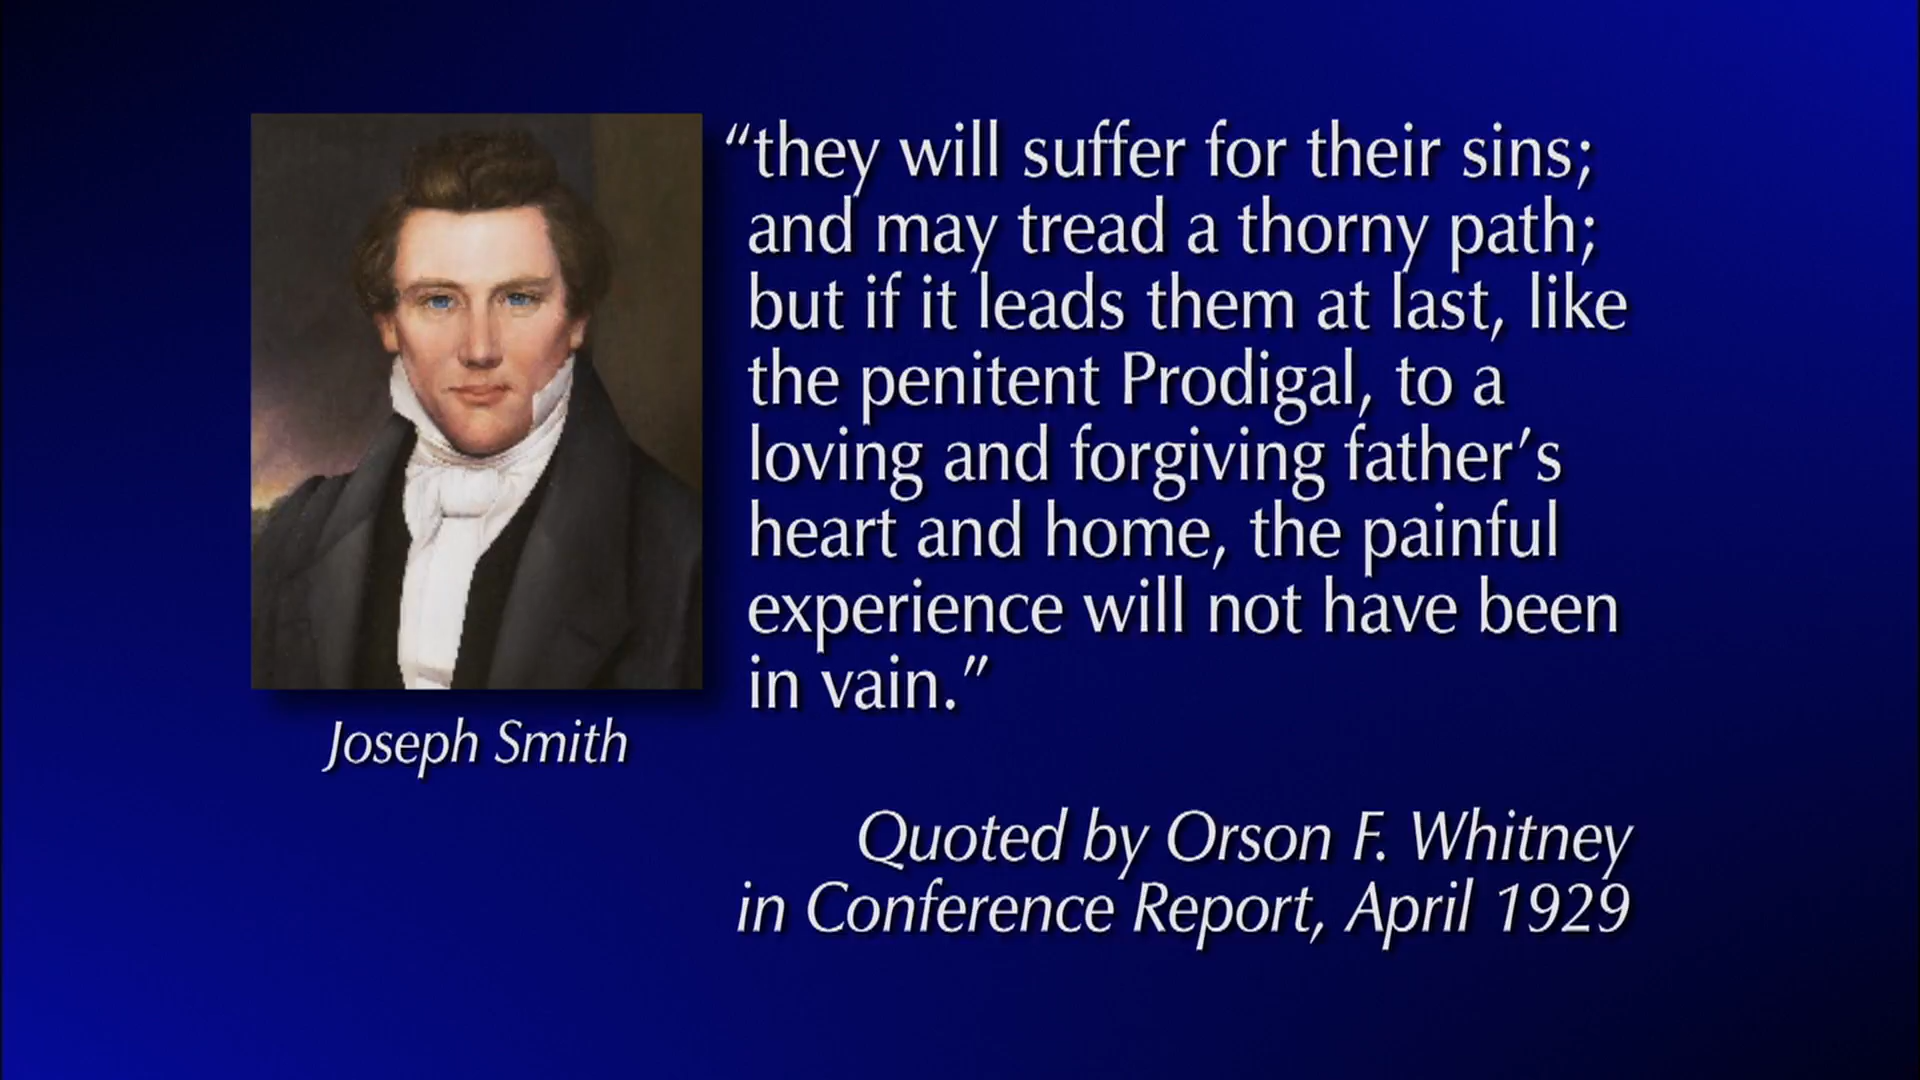 “they will suffer for their sins;
and may tread a thorny path;
but if it leads them at last, like
the penitent Prodigal, to a
loving and forgiving father’s
heart and home, the painful
experience will not have been
in vain.”
Joseph Smith
Quoted by Orson F. Whitney
in Conference Report, April 1929